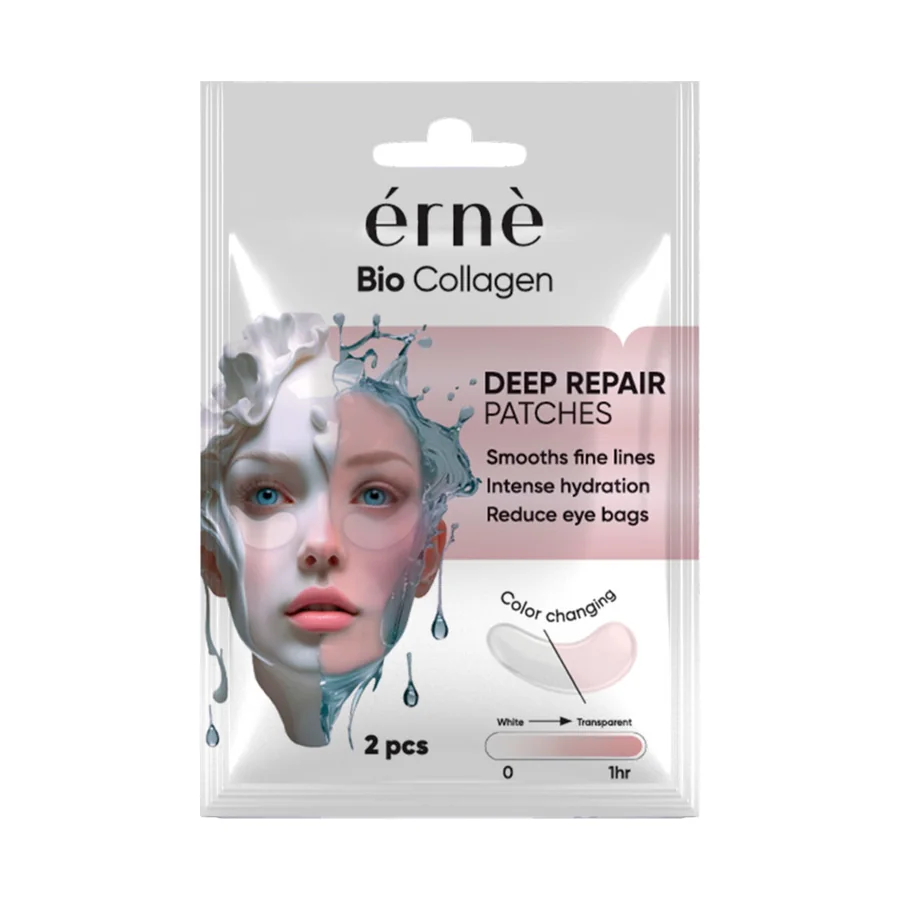 érnè
Bio Collagen
DEEP REPAIR
PATCHES
Smooths fine lines
Intense hydration
Reduce eye bags
Color changing
White
Transparent
2 pcs
0
1hr